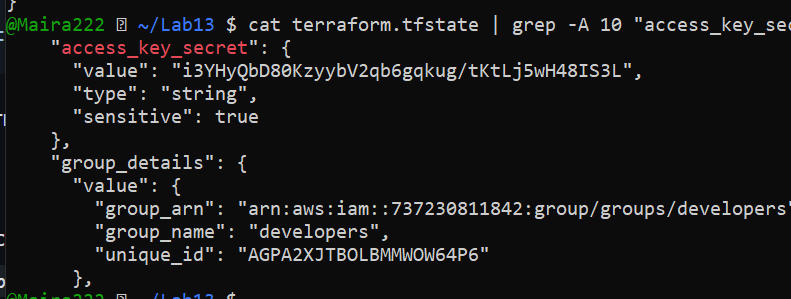 }
@Maira222 ~/Lab13 $ cat terraform.tfstate | grep -A 10 "access_key_sec
"access_key_secret": {
"value": "i3YHyQbD80KzyybV2qb6gqkug/tKtLj5wH48IS3L",
"type": "string",
"sensitive": true
},
"group_details": {
"value": {
"group_arn": "arn:aws:iam::737230811842:group/groups/developers"
"group_name": "developers",
"unique_id": "AGPA2XJTBOLBMMWOW64P6"
},
@Maira222 ~/Lab13 $